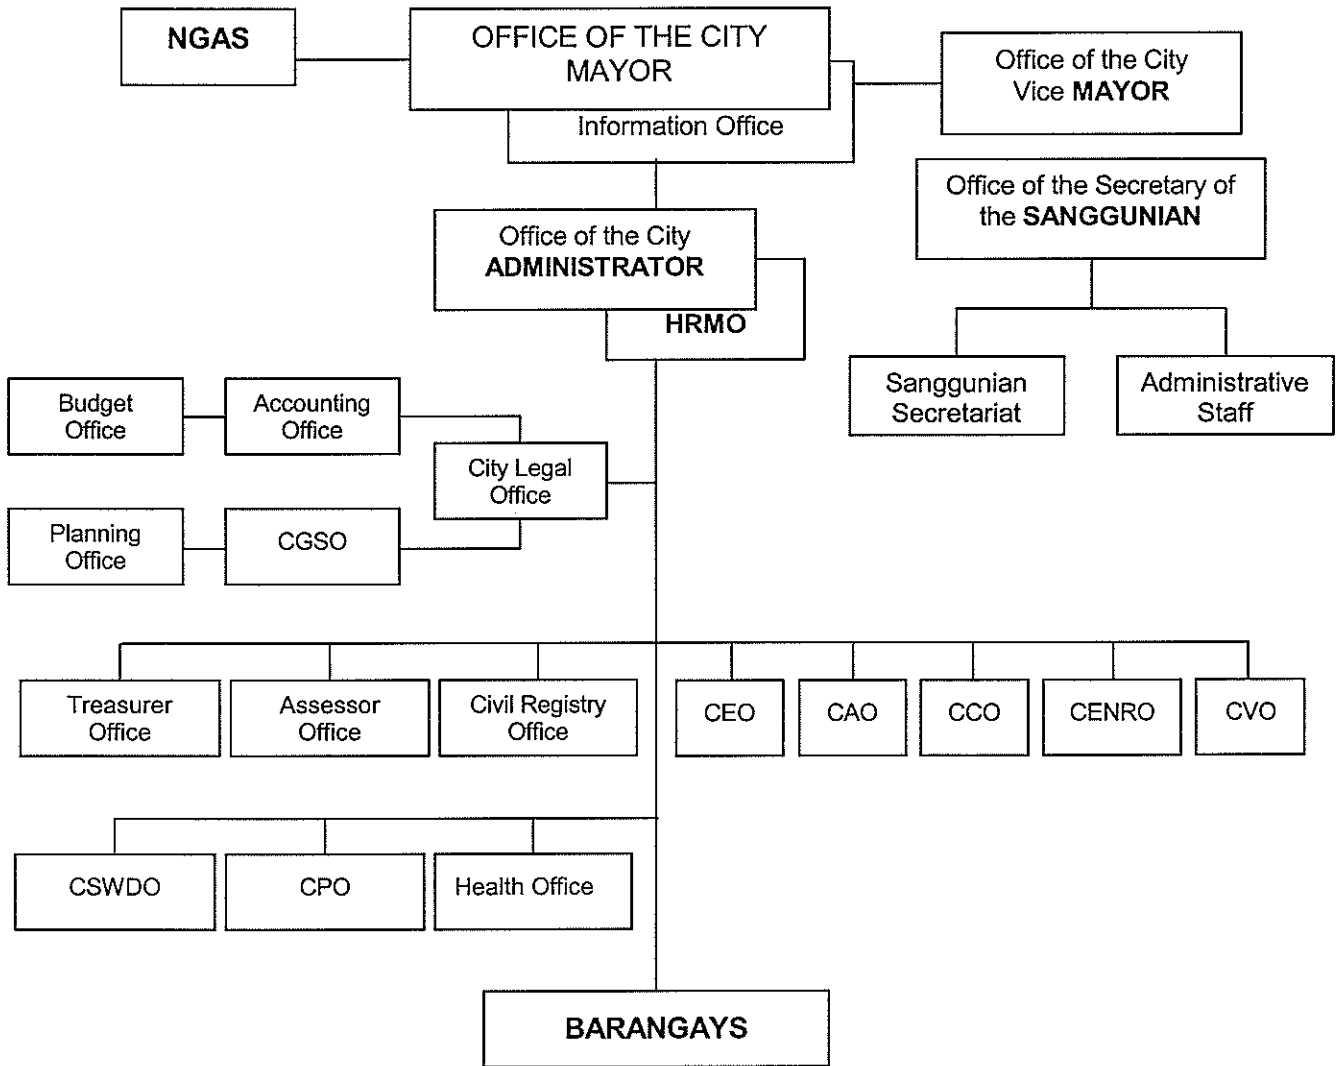 NGAS
OFFICE OF THE CITY
MAYOR
Information Office
Office of the City
Vice MAYOR
Office of the Secretary of
the SANGGUNIAN
Office of the City
ADMINISTRATOR
HRMO
Sanggunian
Secretariat
Administrative
Staff
Budget
Office
Accounting
Office
City Legal
Office
Planning
Office
CGSO
Treasurer
Office
Assessor
Office
Civil Registry
Office
CEO
CAO
CCO
CENRO
CVO
CSWDO
CPO
Health Office
BARANGAYS